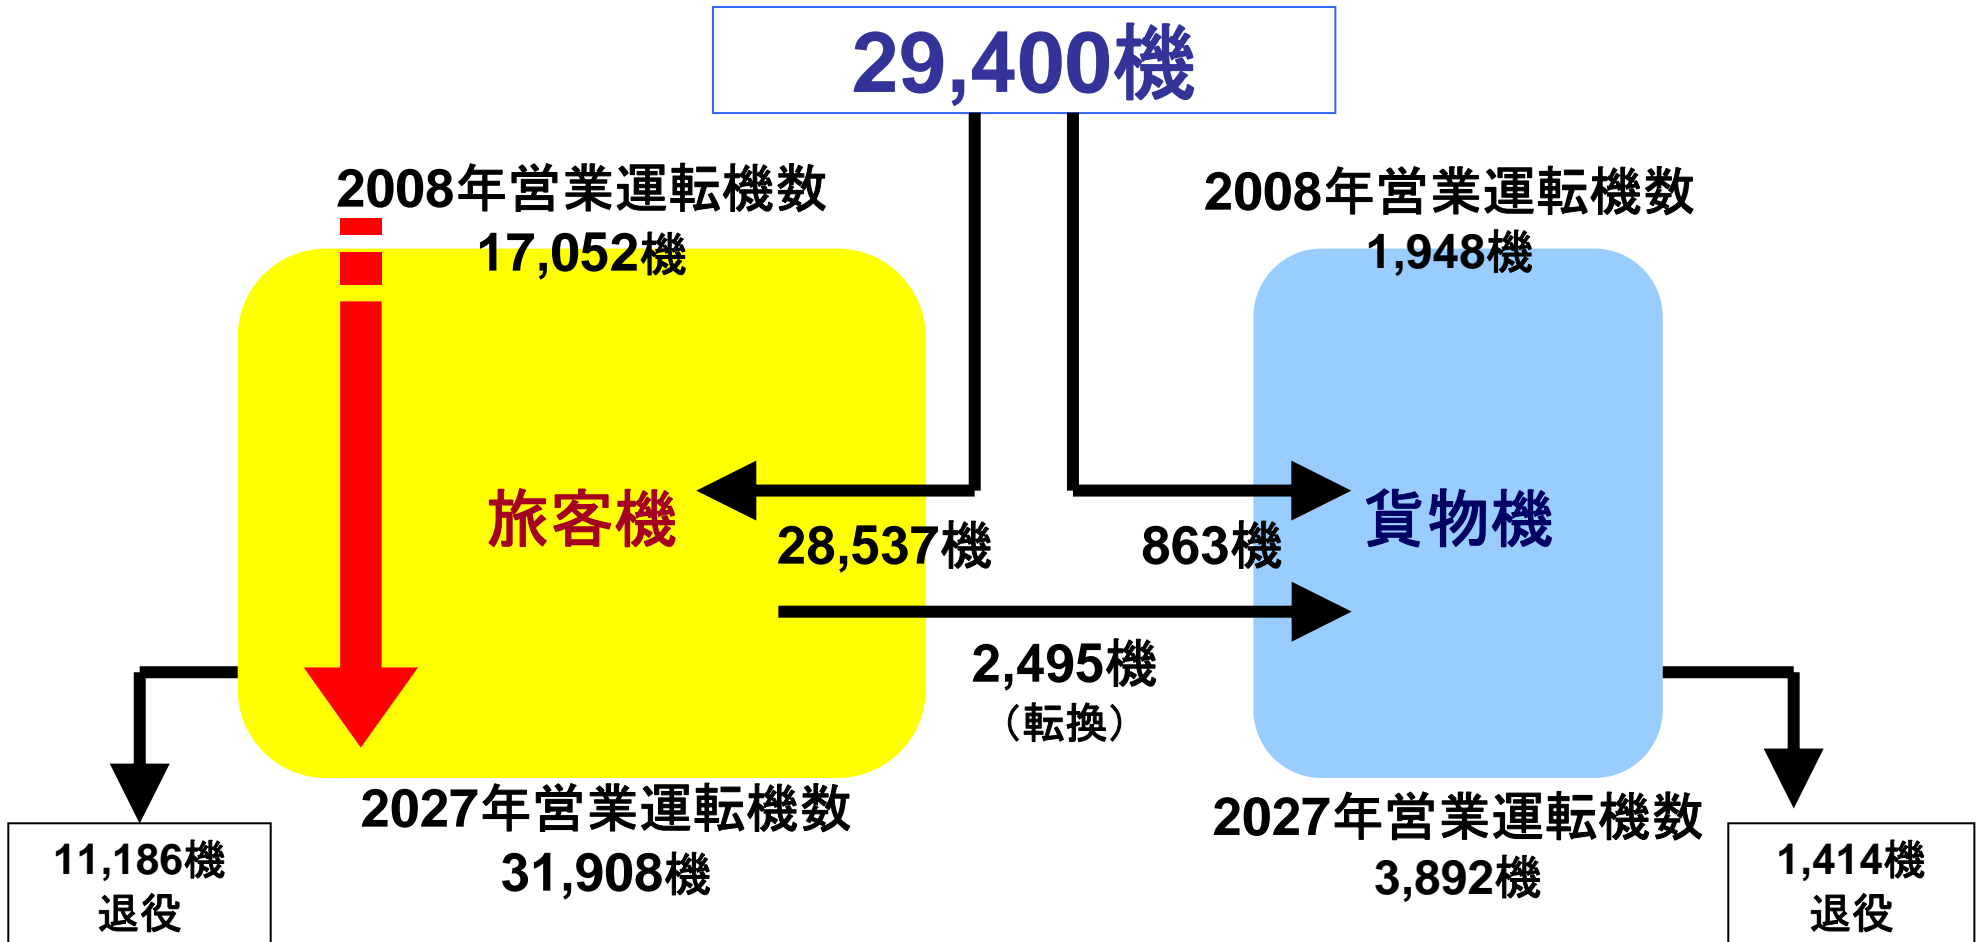 29,400機
2008年営業運転機数
17,052機
2008年営業運転機数
1,948機
旅客機
貨物機
28,537機
863機
2,495機
（転換）
2027年営業運転機数
31,908機
2027年営業運転機数
3,892機
11,186機
退役
1,414機
退役